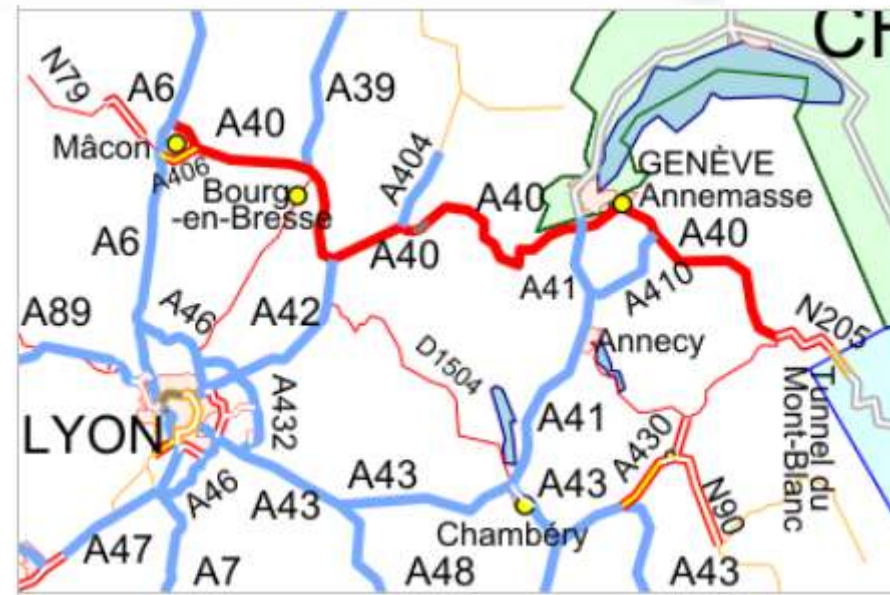 CH
N79
A6
A40
A39
Mâcon
A406
A404
GENÈVE
Bourg
-en-Bresse
A40
Annemasse
A6
A40
A40
A41
A410
A89
A46
A42
N205
Annecy
D1504
Tunnel du
Mont-Blanc
LYON
A432
A41
A430
A46
A43
A43
A43
N90
Chambéry
A47
A7
A48
A43